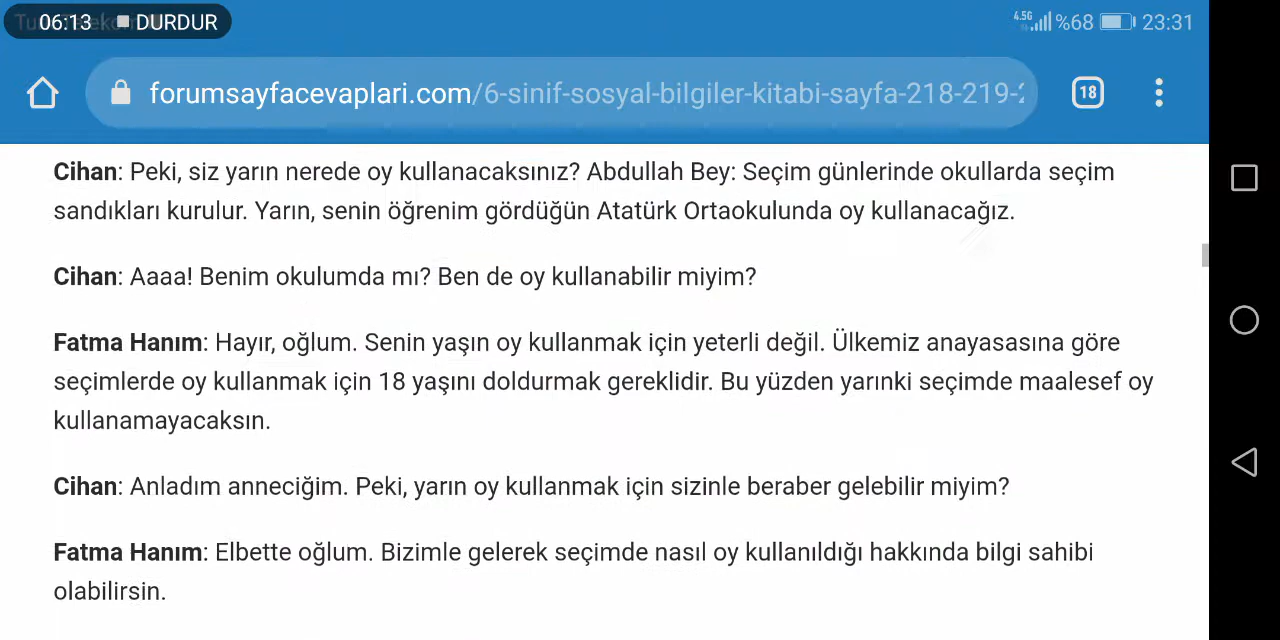 06:13 DURDUR
4.5G %68 23:31
forumsayfacevaplari.com/6-sinif-sosyal-bilgiler-kitabi-sayfa-218-219-
18
Cihan: Peki, siz yarın nerede oy kullanacaksınız? Abdullah Bey: Seçim günlerinde okullarda seçim
sandıkları kurulur. Yarın, senin öğrenim gördüğün Atatürk Ortaokulunda oy kullanacağız.
Cihan: Aaaa! Benim okulumda mı? Ben de oy kullanabilir miyim?
Fatma Hanım: Hayır, oğlum. Senin yaşın oy kullanmak için yeterli değil. Ülkemiz anayasasına göre
seçimlerde oy kullanmak için 18 yaşını doldurmak gereklidir. Bu yüzden yarınki seçimde maalesef oy
kullanamayacaksın.
Cihan: Anladım anneciğim. Peki, yarın oy kullanmak için sizinle beraber gelebilir miyim?
Fatma Hanım: Elbette oğlum. Bizimle gelerek seçimde nasıl oy kullanıldığı hakkında bilgi sahibi
olabilirsin.